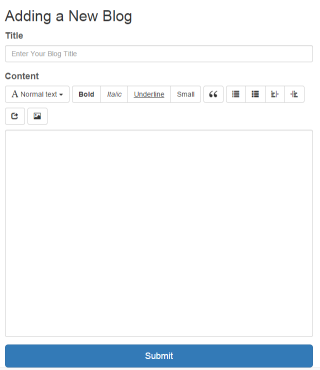 Adding a New Blog
Title
Enter Your Blog Title
Content
A Normal text Bold Italic Underline Small
Submit